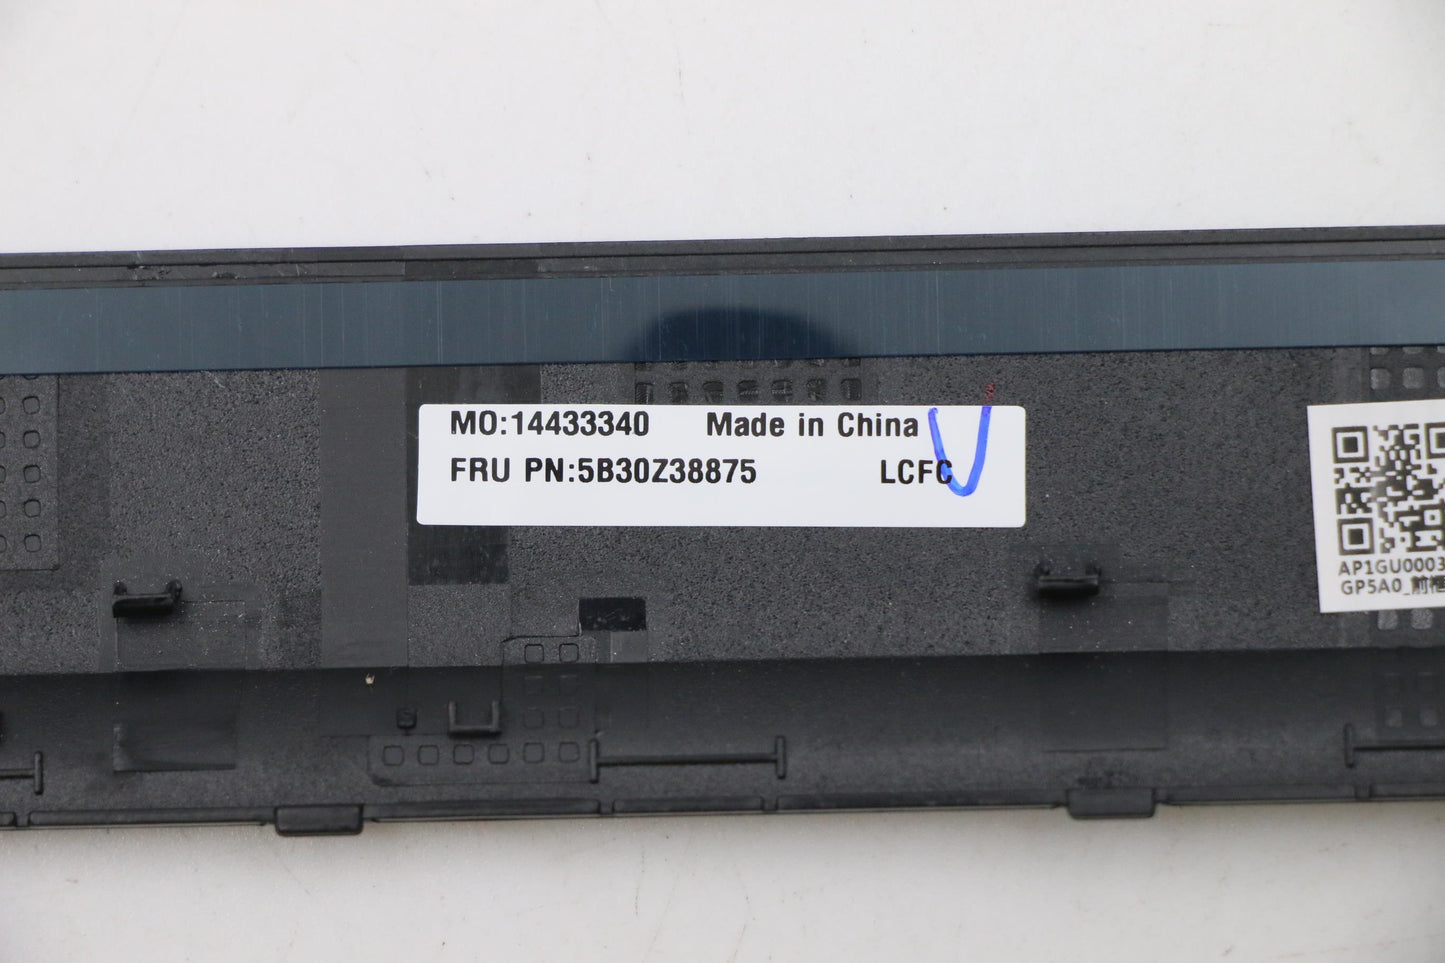 MO:14433340 Made in China
FRU PN:5B30Z38875 LCFC
AP1GU0003
GP5A0_前框